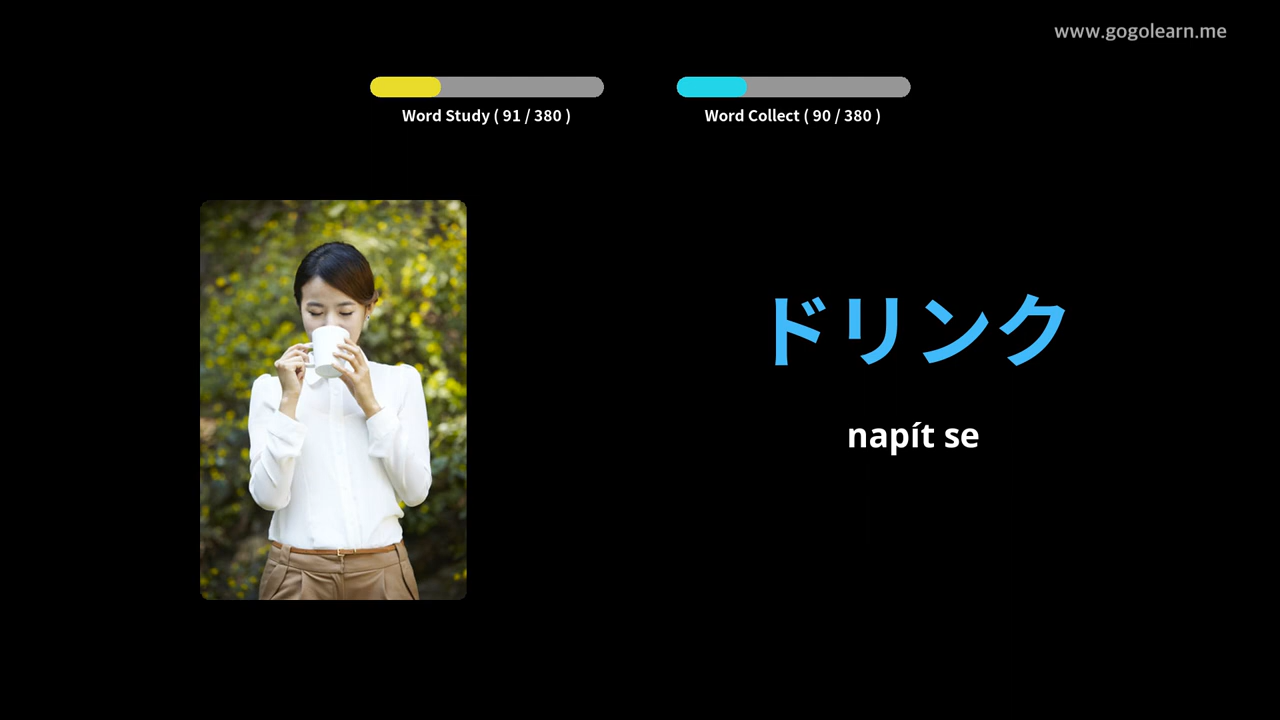 www.gogolearn.me
Word Study ( 91 / 380 )
Word Collect ( 90 / 380 )
ドリンク
napít se